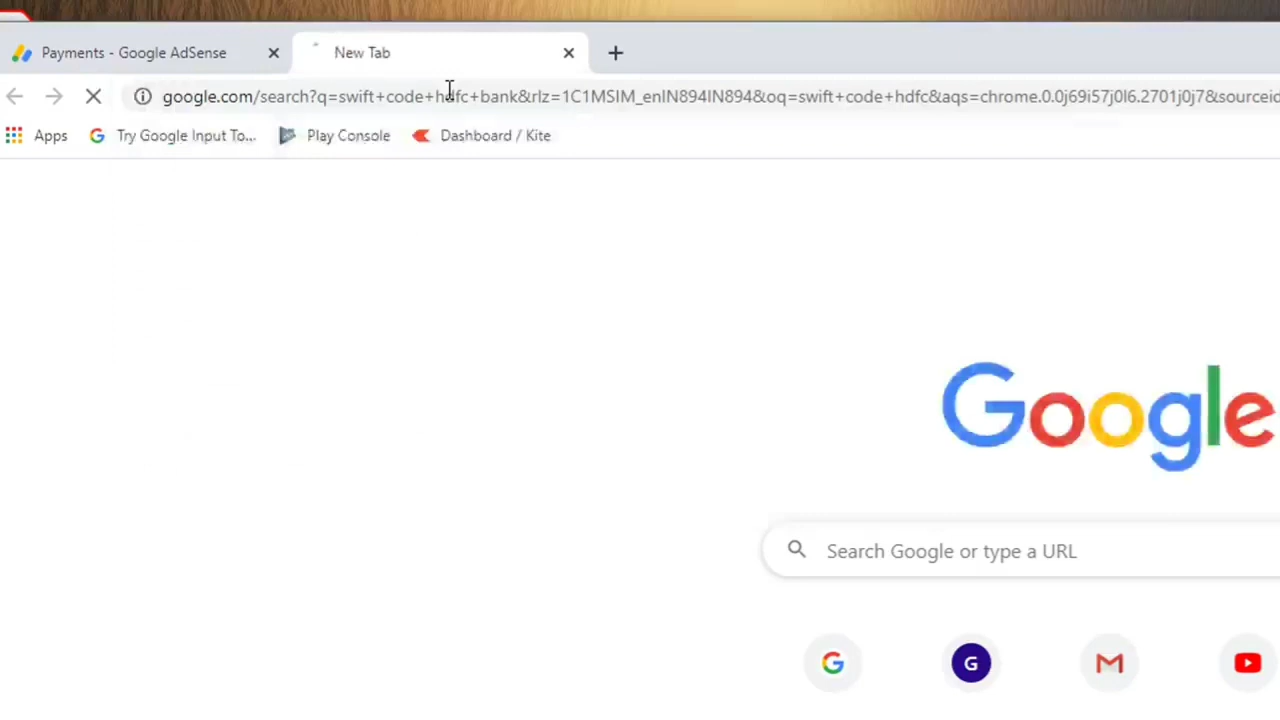 Payments - Google AdSense
New Tab
google.com/search?q=swift+code+hdfc+bank&rlz=1C1MSIM_enIN894IN894&oq=swift+code+hdfc&aqs=chrome.0.0j69i57j0l6.2701j0j7&sourceid
Apps
Try Google Input To...
Play Console
Dashboard / Kite
Google
Search Google or type a URL
G